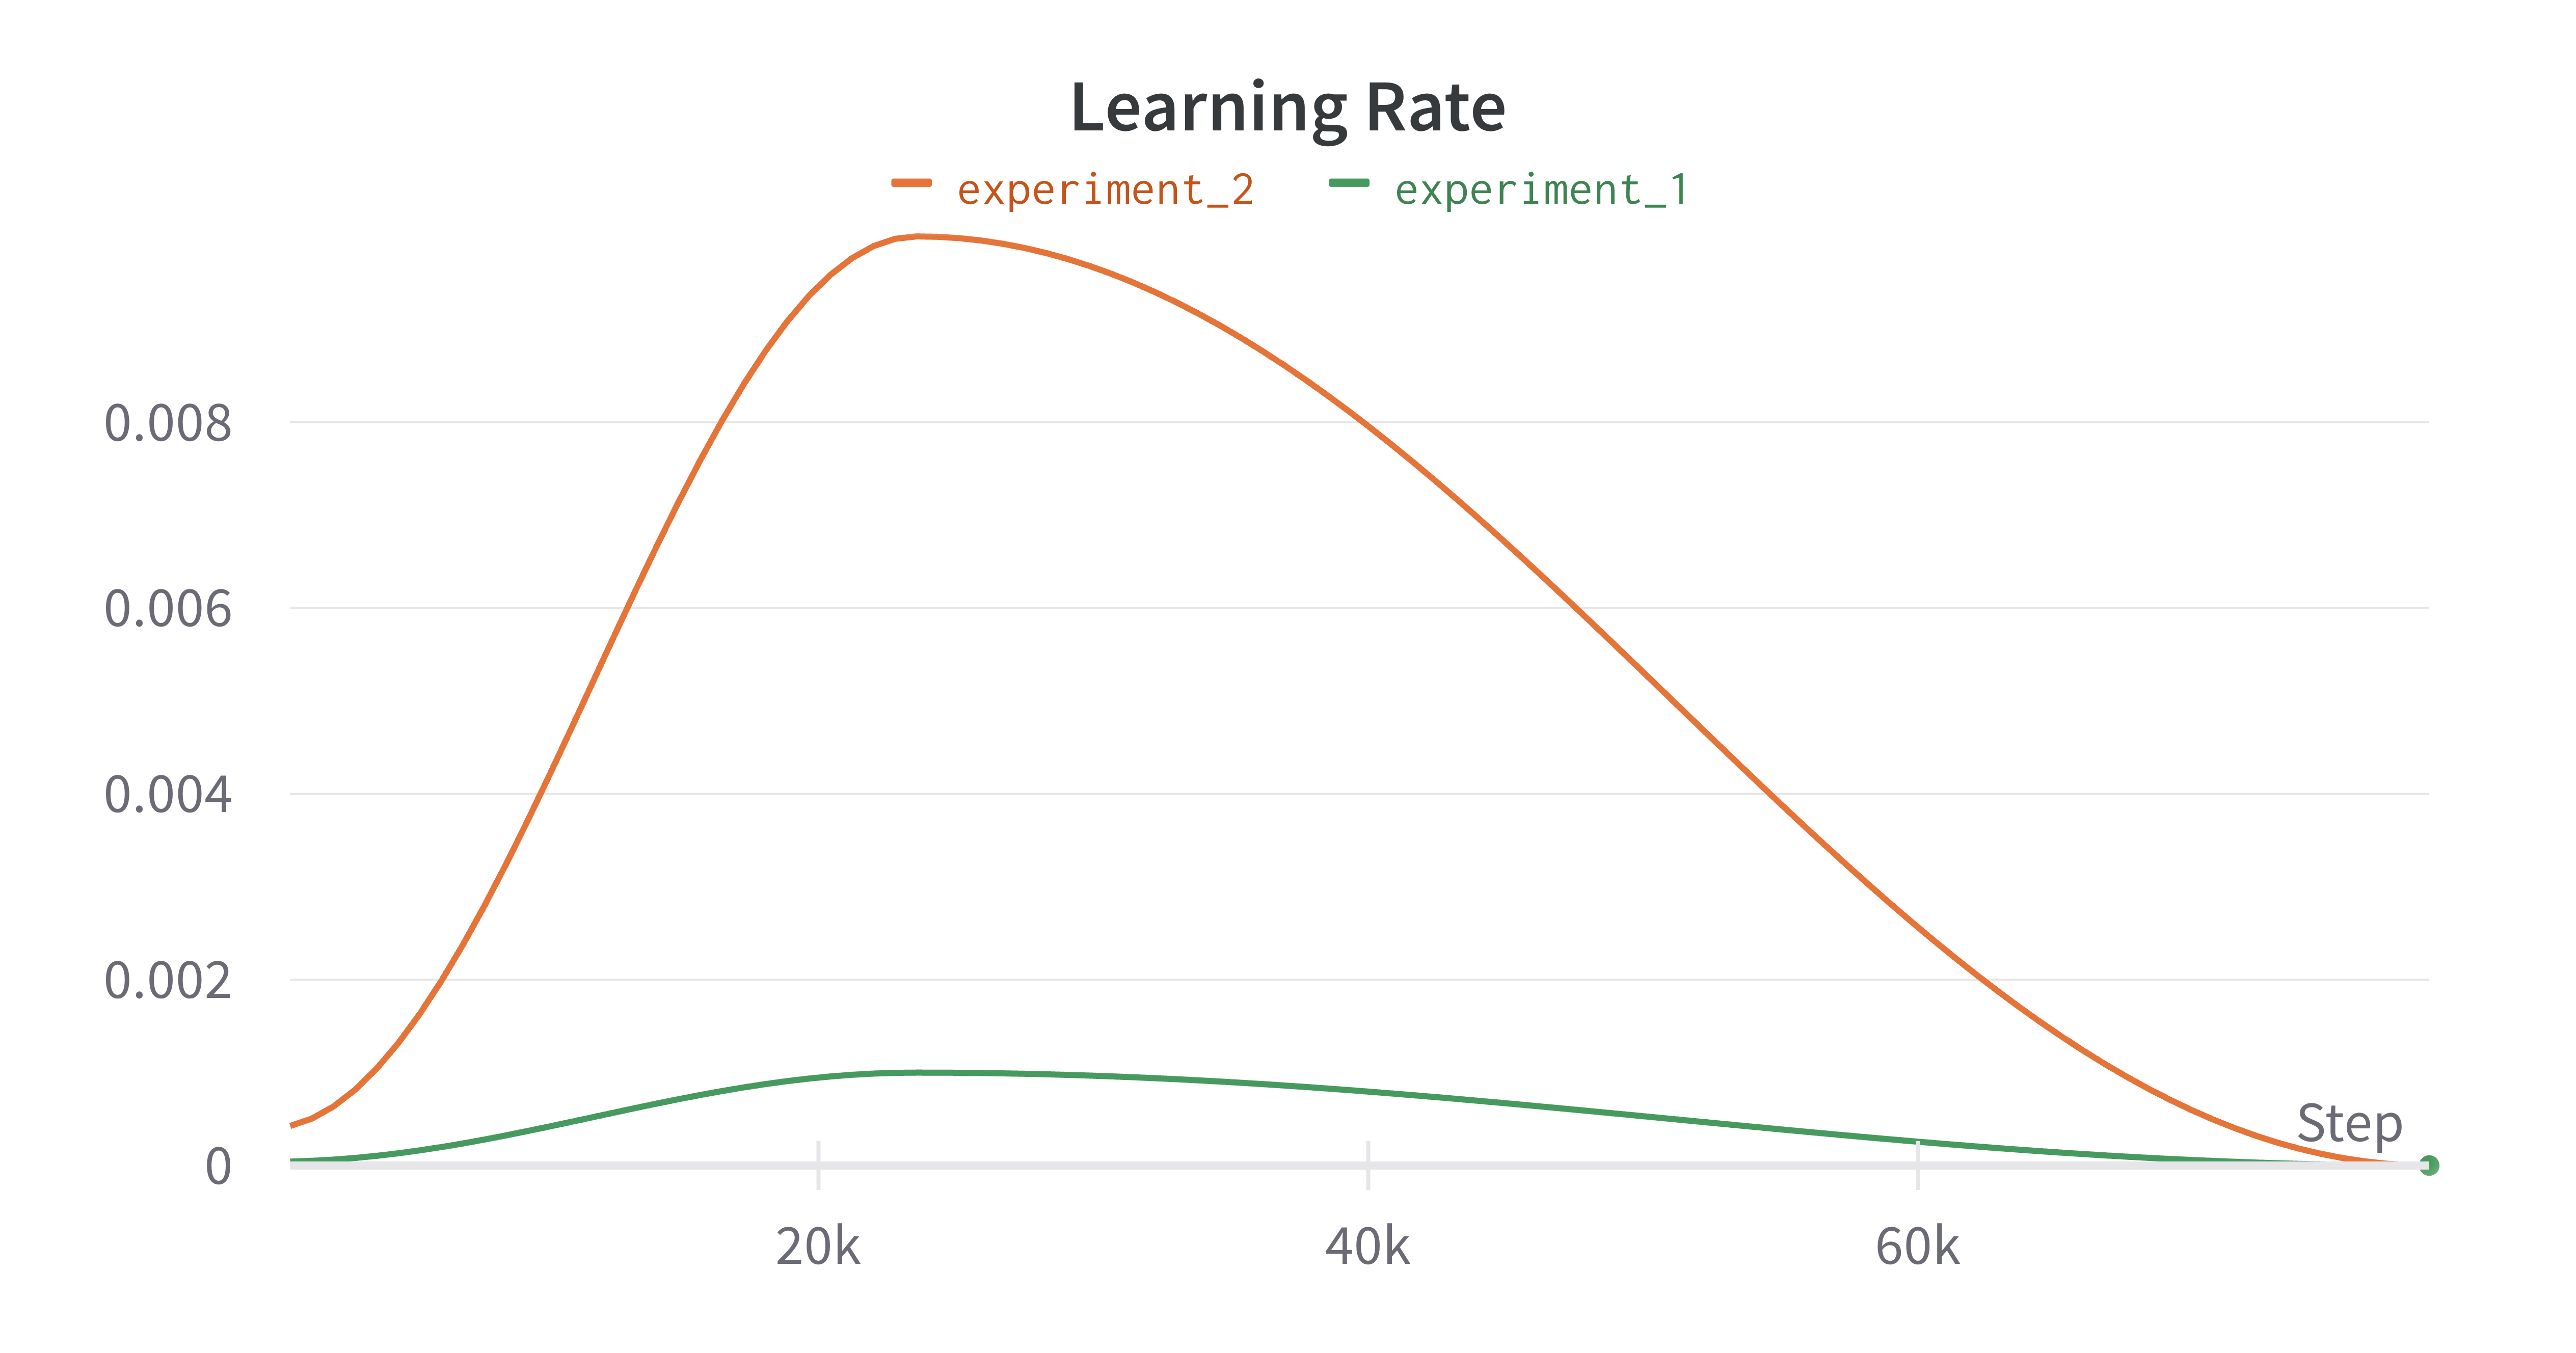 Learning Rate
experiment_2 experiment_1
0.008
0.006
0.004
0.002
Step
0
20k 40k 60k